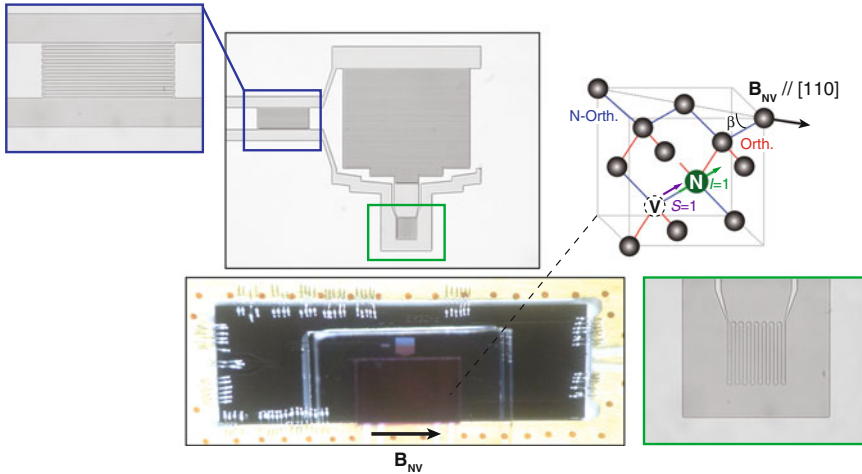 B_NV // [110]
N-Orth.
β
Orth.
N
I=1
V
S=1
B_NV